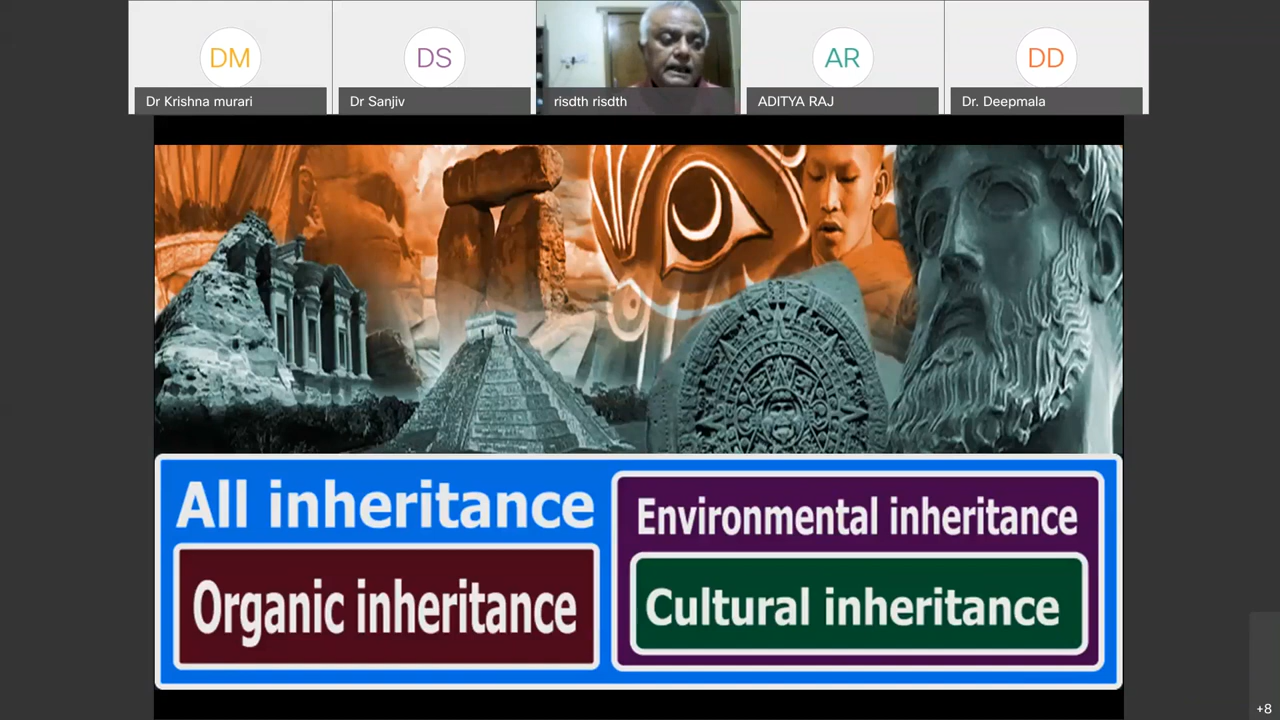 DM
DS
AR
DD
Dr Krishna murari
Dr Sanjiv
risdth risdth
ADITYA RAJ
Dr. Deepmala
All inheritance
Organic inheritance
Environmental inheritance
Cultural inheritance
+8